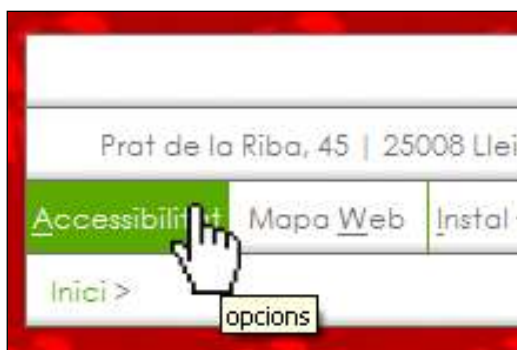 Prat de la Riba, 45 | 25008 Llei
Accessibilitat Mapa Web Instal
Inici >
opcions